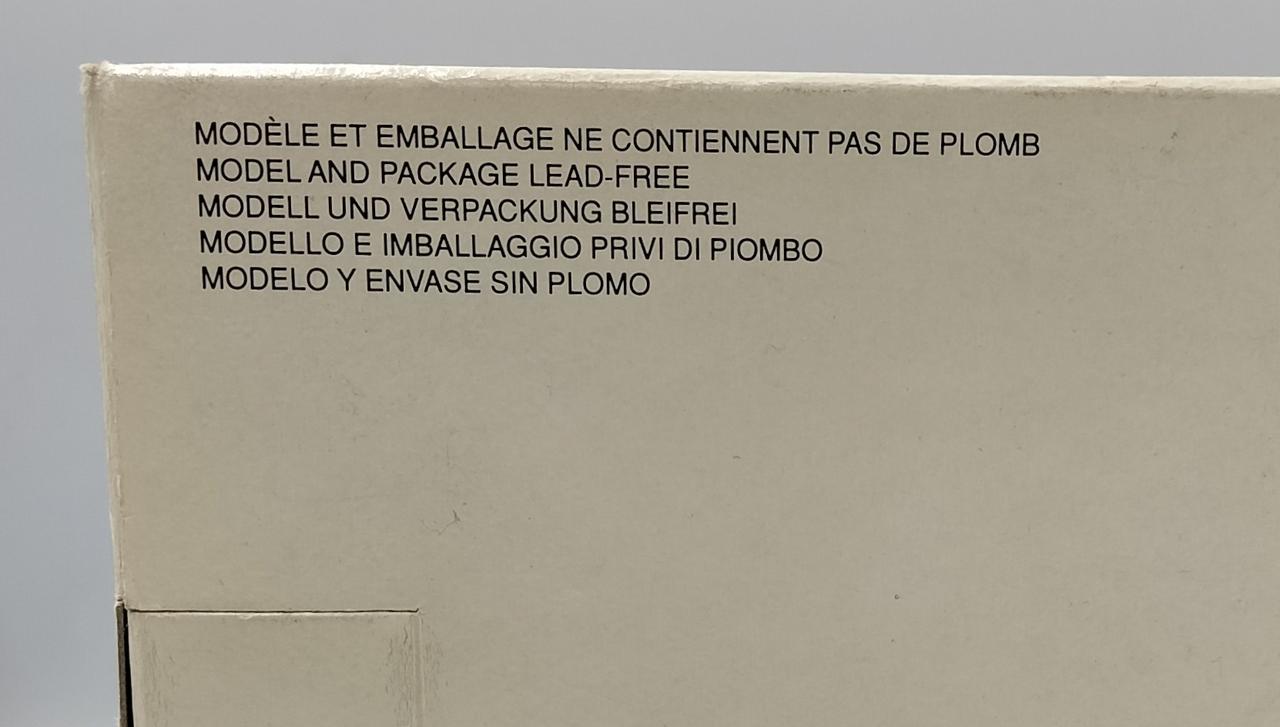 MODÈLE ET EMBALLAGE NE CONTIENNENT PAS DE PLOMB
MODEL AND PACKAGE LEAD-FREE
MODELL UND VERPACKUNG BLEIFREI
MODELLO E IMBALLAGGIO PRIVI DI PIOMBO
MODELO Y ENVASE SIN PLOMO